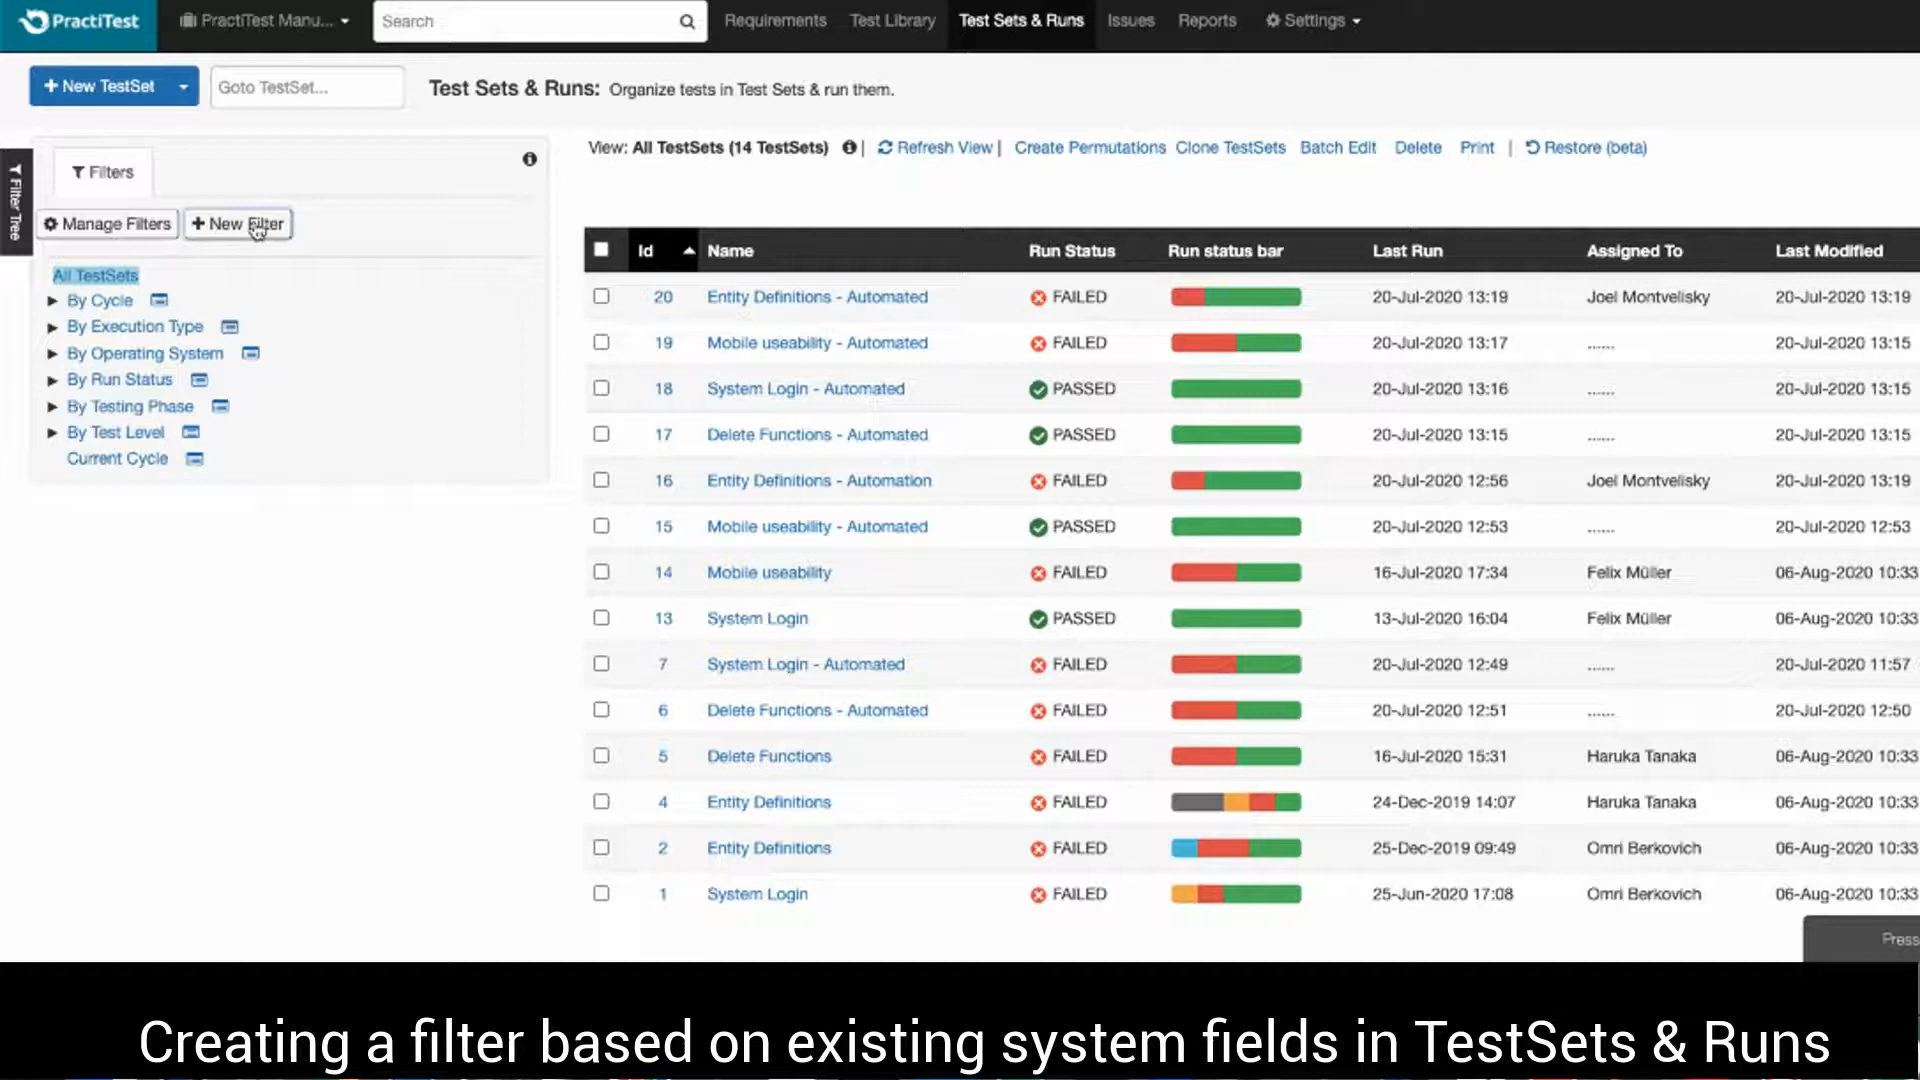 PractiTest
PractiTest Manu...
Search
Requirements
Test Library
Test Sets & Runs
Issues
Reports
Settings
+ New TestSet
Goto TestSet...
Test Sets & Runs: Organize tests in Test Sets & run them.
Filter Tree
Filters
Manage Filters
+ New Filter
All TestSets
By Cycle
By Execution Type
By Operating System
By Run Status
By Testing Phase
By Test Level
Current Cycle
View: All TestSets (14 TestSets) | Refresh View | Create Permutations Clone TestSets Batch Edit Delete Print | Restore (beta)
Id Name Run Status Run status bar Last Run Assigned To Last Modified
20 Entity Definitions - Automated FAILED 20-Jul-2020 13:19 Joel Montvelisky 20-Jul-2020 13:19
19 Mobile useability - Automated FAILED 20-Jul-2020 13:17 ...... 20-Jul-2020 13:15
18 System Login - Automated PASSED 20-Jul-2020 13:16 ...... 20-Jul-2020 13:15
17 Delete Functions - Automated PASSED 20-Jul-2020 13:15 ...... 20-Jul-2020 13:15
16 Entity Definitions - Automation FAILED 20-Jul-2020 12:56 Joel Montvelisky 20-Jul-2020 13:19
15 Mobile useability - Automated PASSED 20-Jul-2020 12:53 ...... 20-Jul-2020 12:53
14 Mobile useability FAILED 16-Jul-2020 17:34 Felix Müller 06-Aug-2020 10:33
13 System Login PASSED 13-Jul-2020 16:04 Felix Müller 06-Aug-2020 10:33
7 System Login - Automated FAILED 20-Jul-2020 12:49 ...... 20-Jul-2020 11:57
6 Delete Functions - Automated FAILED 20-Jul-2020 12:51 ...... 20-Jul-2020 12:50
5 Delete Functions FAILED 16-Jul-2020 15:31 Haruka Tanaka 06-Aug-2020 10:33
4 Entity Definitions FAILED 24-Dec-2019 14:07 Haruka Tanaka 06-Aug-2020 10:33
2 Entity Definitions FAILED 25-Dec-2019 09:49 Omri Berkovich 06-Aug-2020 10:33
1 System Login FAILED 25-Jun-2020 17:08 Omri Berkovich 06-Aug-2020 10:33
Press
Creating a filter based on existing system fields in TestSets & Runs